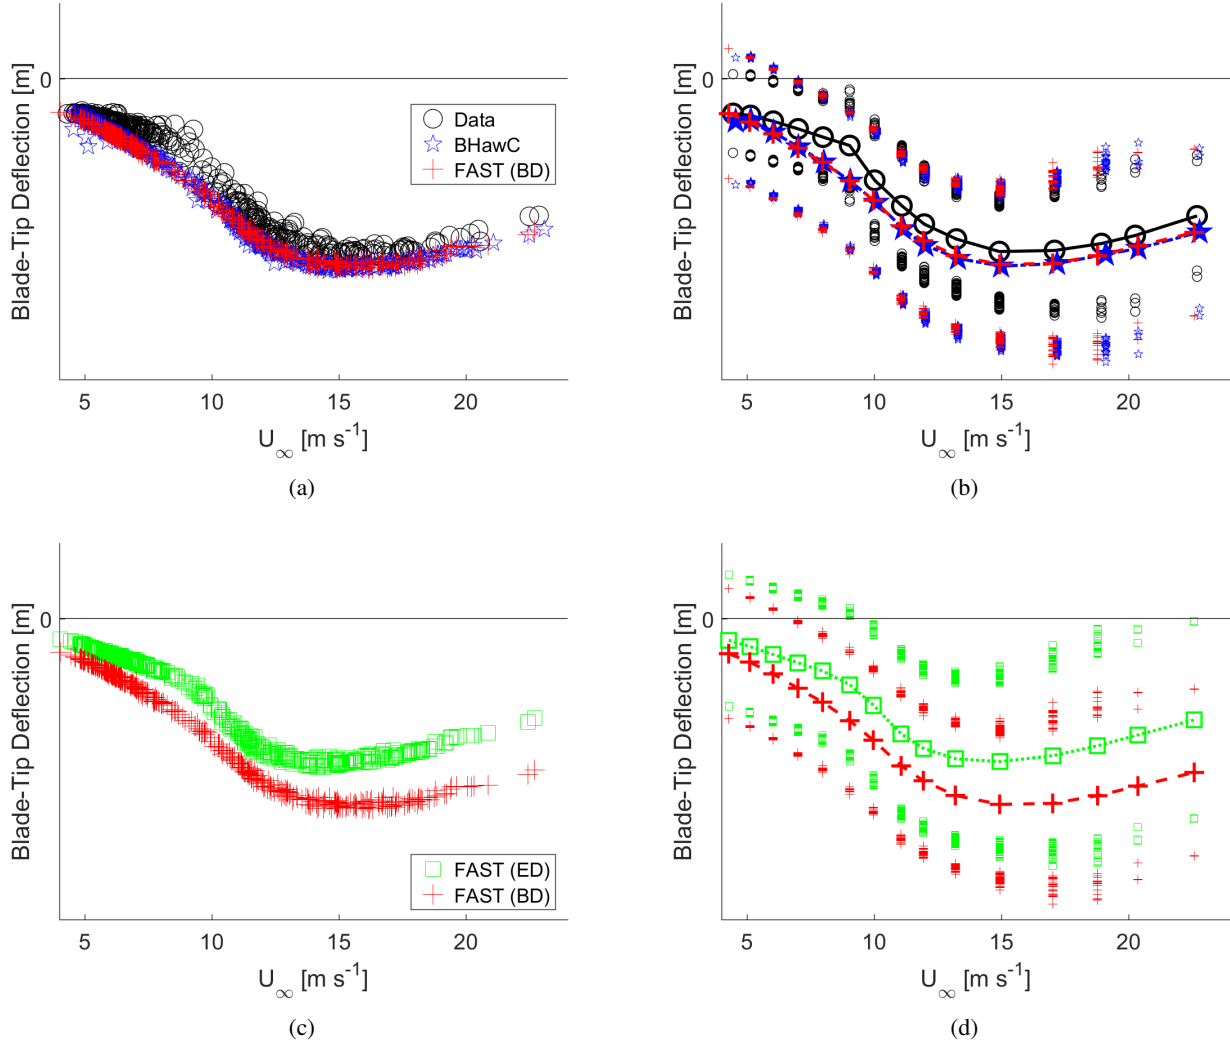 0
Blade-Tip Deflection [m]
Data
BHawC
FAST (BD)
5 10 15 20
U∞ [m s⁻¹]
(a)
0
Blade-Tip Deflection [m]
5 10 15 20
U∞ [m s⁻¹]
(b)
0
Blade-Tip Deflection [m]
FAST (ED)
FAST (BD)
5 10 15 20
U∞ [m s⁻¹]
(c)
0
Blade-Tip Deflection [m]
5 10 15 20
U∞ [m s⁻¹]
(d)